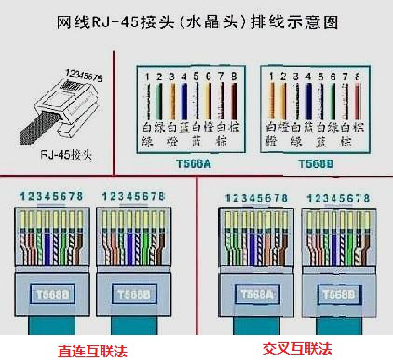 网线RJ-45接头(水晶头)排线示意图
12345678
RJ-45接头
1 2 3 4 5 6 7 8
白 绿 白 蓝 白 橙 白 棕
绿 橙 蓝 棕
T568A
1 2 3 4 5 6 7 8
白 橙 白 蓝 白 绿 白 棕
橙 绿 蓝 棕
T568B
12345678 12345678
T568B T568B
直连互联法
12345678 12345678
T568A T568B
交叉互联法